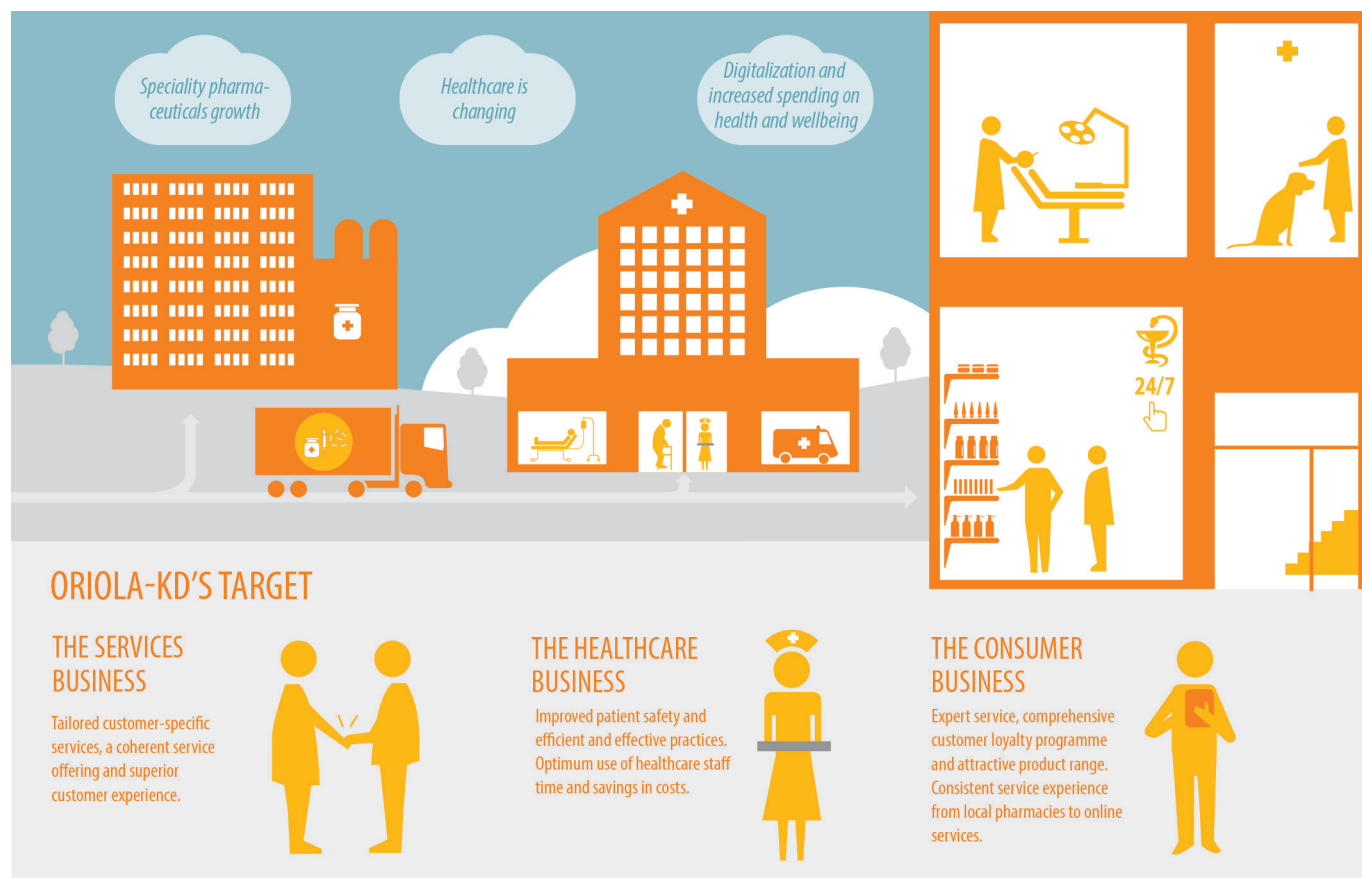 Speciality pharma-
ceuticals growth
Healthcare is
changing
Digitalization and
increased spending on
health and wellbeing
24/7
ORIOLA-KD'S TARGET
THE SERVICES
BUSINESS
Tailored customer-specific
services, a coherent service
offering and superior
customer experience.
THE HEALTHCARE
BUSINESS
Improved patient safety and
efficient and effective practices.
Optimum use of healthcare staff
time and savings in costs.
THE CONSUMER
BUSINESS
Expert service, comprehensive
customer loyalty programme
and attractive product range.
Consistent service experience
from local pharmacies to online
services.